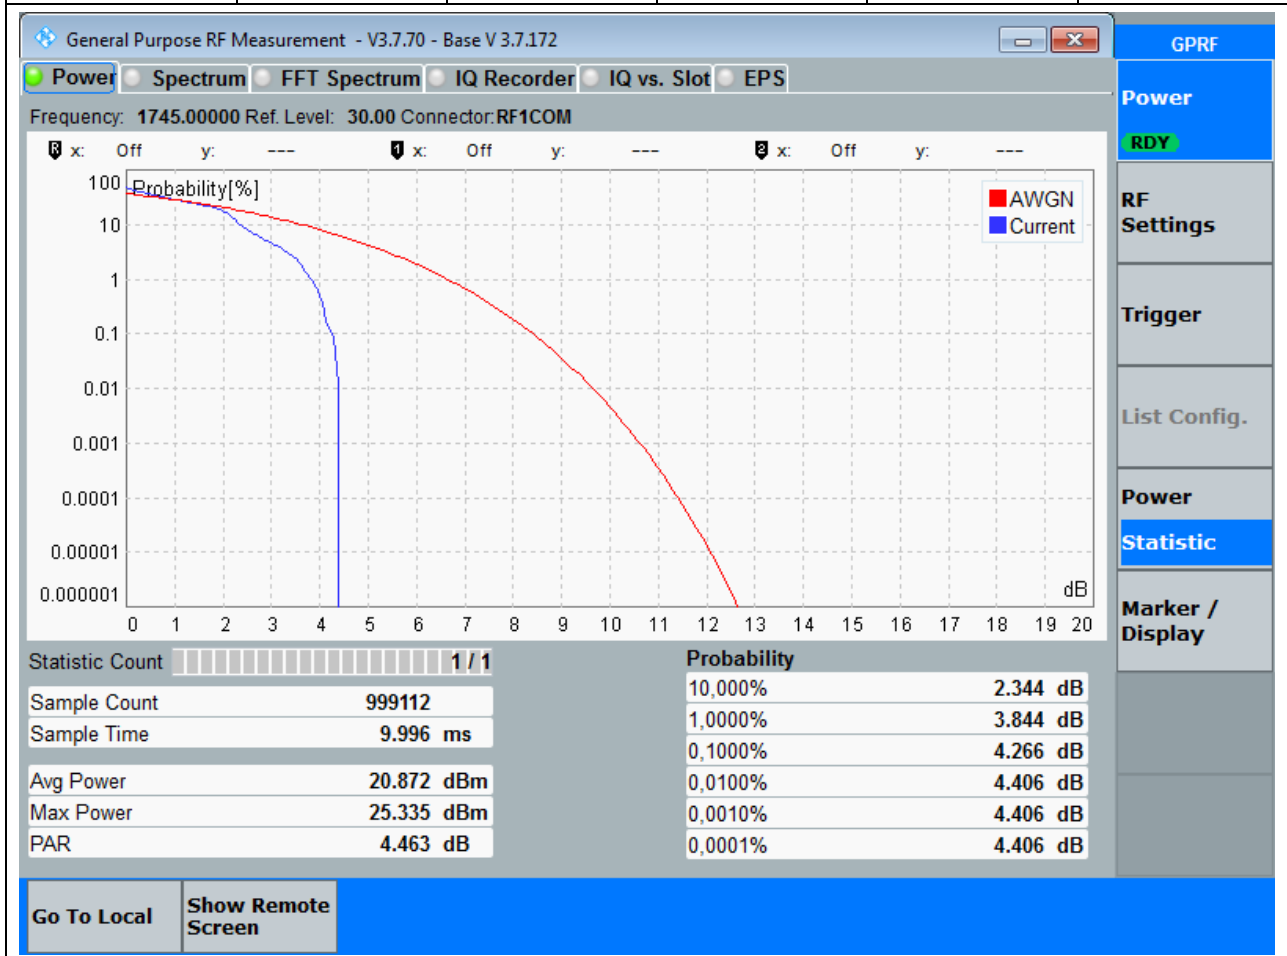 General Purpose RF Measurement - V3.7.70 - Base V 3.7.172
GPRF
Power Spectrum FFT Spectrum IQ Recorder IQ vs. Slot EPS
Frequency: 1745.00000 Ref. Level: 30.00 Connector:RF1COM
R x: Off y: --- 1 x: Off y: --- 2 x: Off y: ---
Probability[%]
100
10
1
0.1
0.01
0.001
0.0001
0.00001
0.000001
AWGN
Current
dB
0 1 2 3 4 5 6 7 8 9 10 11 12 13 14 15 16 17 18 19 20
Statistic Count 1 / 1
Sample Count 999112
Sample Time 9.996 ms
Avg Power 20.872 dBm
Max Power 25.335 dBm
PAR 4.463 dB
Probability
10,000% 2.344 dB
1,0000% 3.844 dB
0,1000% 4.266 dB
0,0100% 4.406 dB
0,0010% 4.406 dB
0,0001% 4.406 dB
Power
RDY
RF
Settings
Trigger
List Config.
Power
Statistic
Marker /
Display
Go To Local
Show Remote
Screen